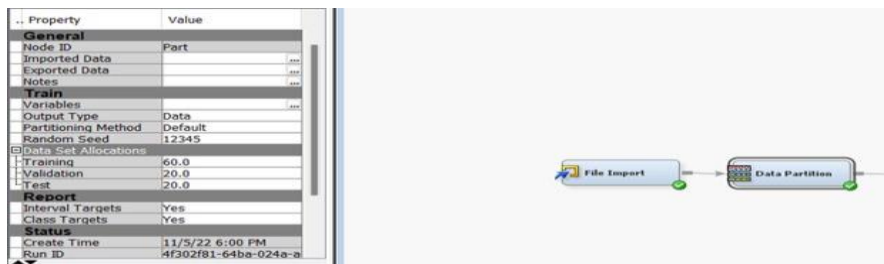 .. Property Value
General
Node ID Part
Imported Data ...
Exported Data ...
Notes ...
Train
Variables ...
Output Type Data
Partitioning Method Default
Random Seed 12345
Data Set Allocations
Training 60.0
Validation 20.0
Test 20.0
Report
Interval Targets Yes
Class Targets Yes
Status
Create Time 11/5/22 6:00 PM
Run ID 4f302f81-64ba-024a-a
File Import
Data Partition